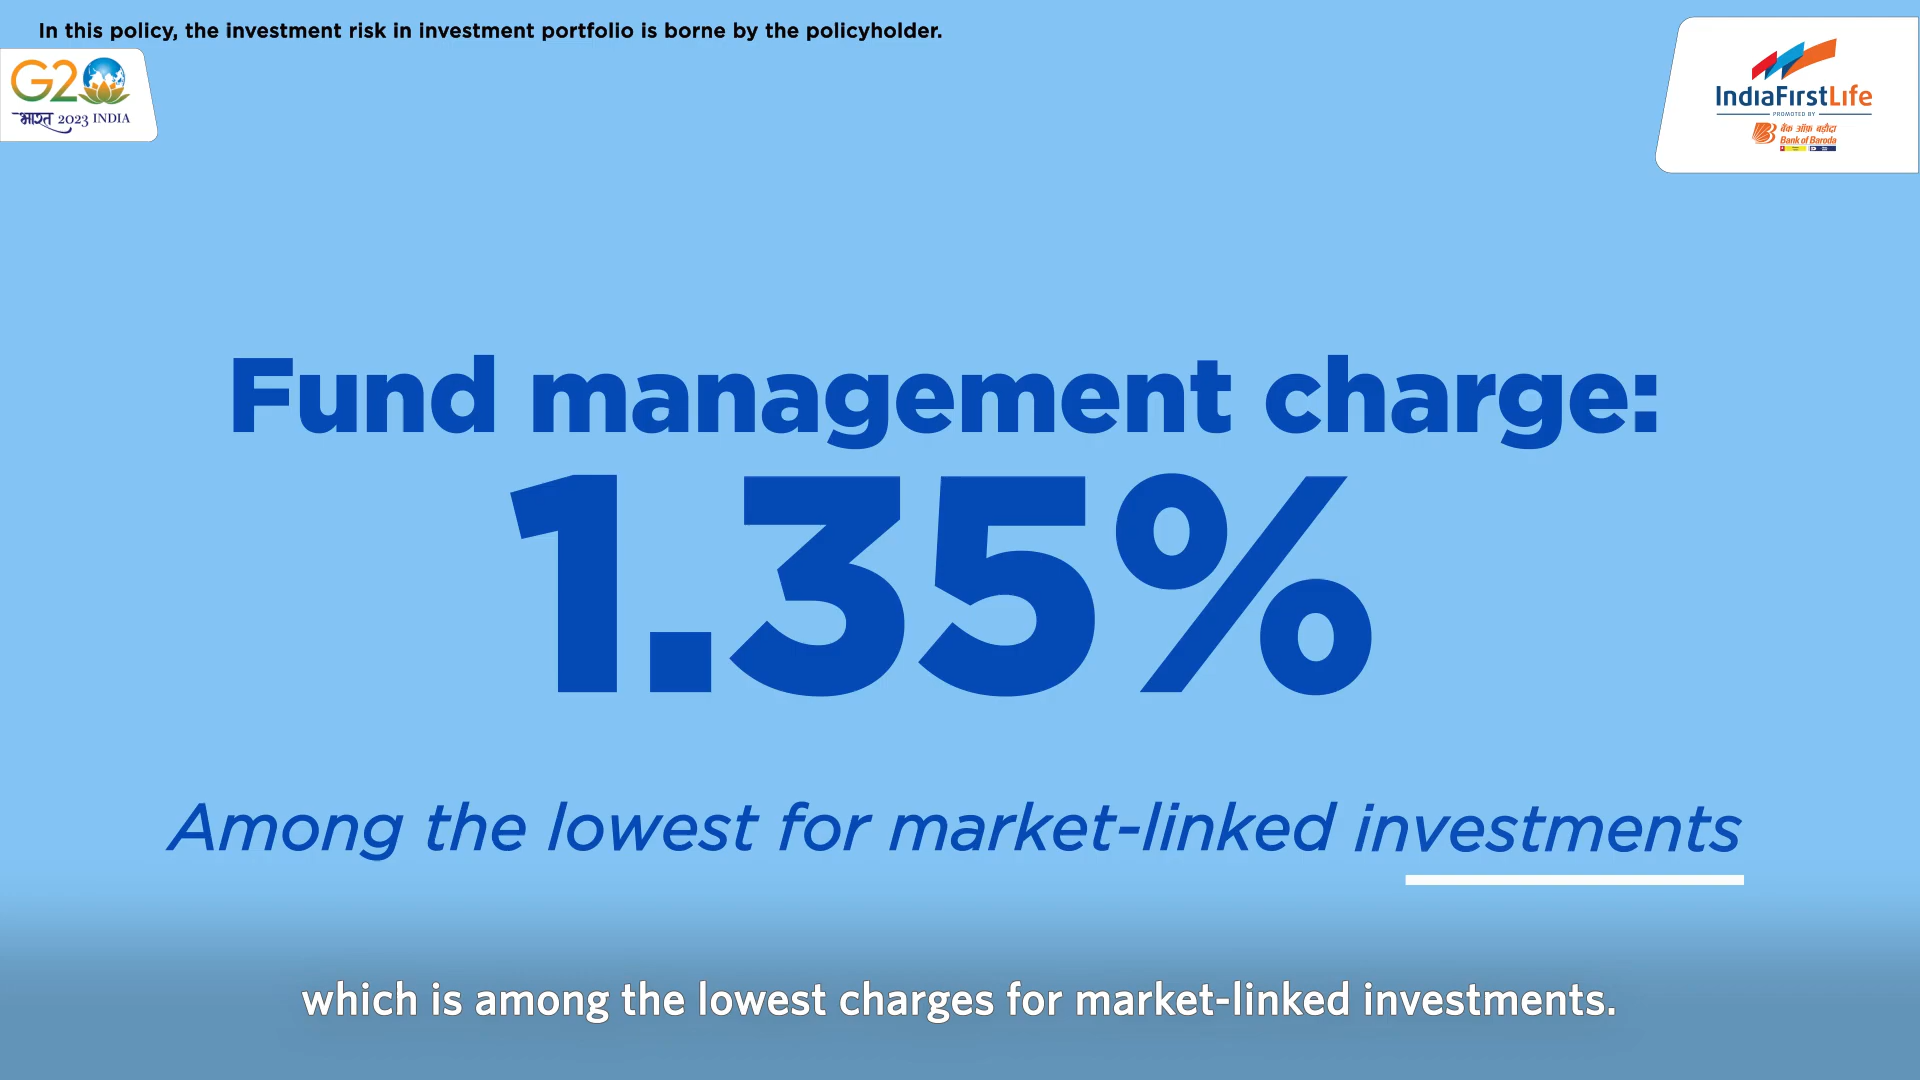 In this policy, the investment risk in investment portfolio is borne by the policyholder.
G20
भारत 2023 INDIA
IndiaFirstLife
PROMOTED BY
बैंक ऑफ़ बड़ौदा
Bank of Baroda
Fund management charge:
1.35%
Among the lowest for market-linked investments
which is among the lowest charges for market-linked investments.